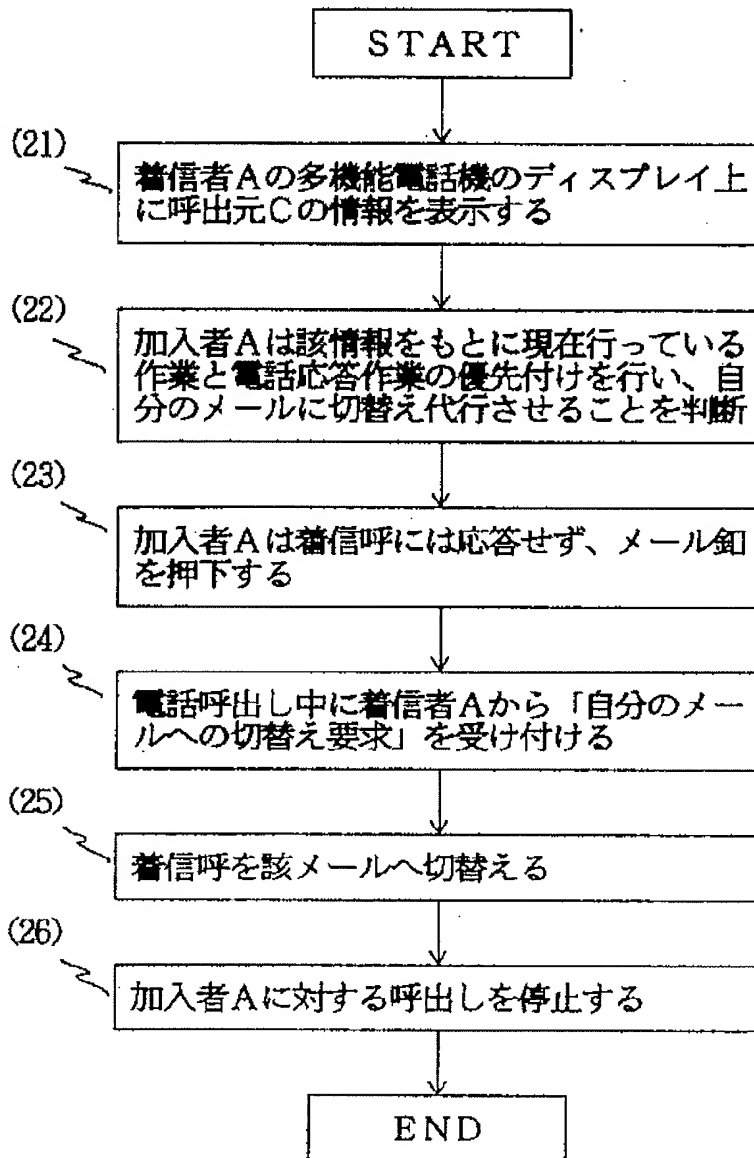 START
(21)
着信者Aの多機能電話機のディスプレイ上
に呼出元Cの情報を表示する
(22)
加入者Aは該情報をもとに現在行っている
作業と電話応答作業の優先付けを行い、自
分のメールに切替え代行させることを判断
(23)
加入者Aは着信呼には応答せず、メール釦
を押下する
(24)
電話呼出し中に着信者Aから「自分のメー
ルへの切替え要求」を受け付ける
(25)
着信呼を該メールへ切替える
(26)
加入者Aに対する呼出しを停止する
END